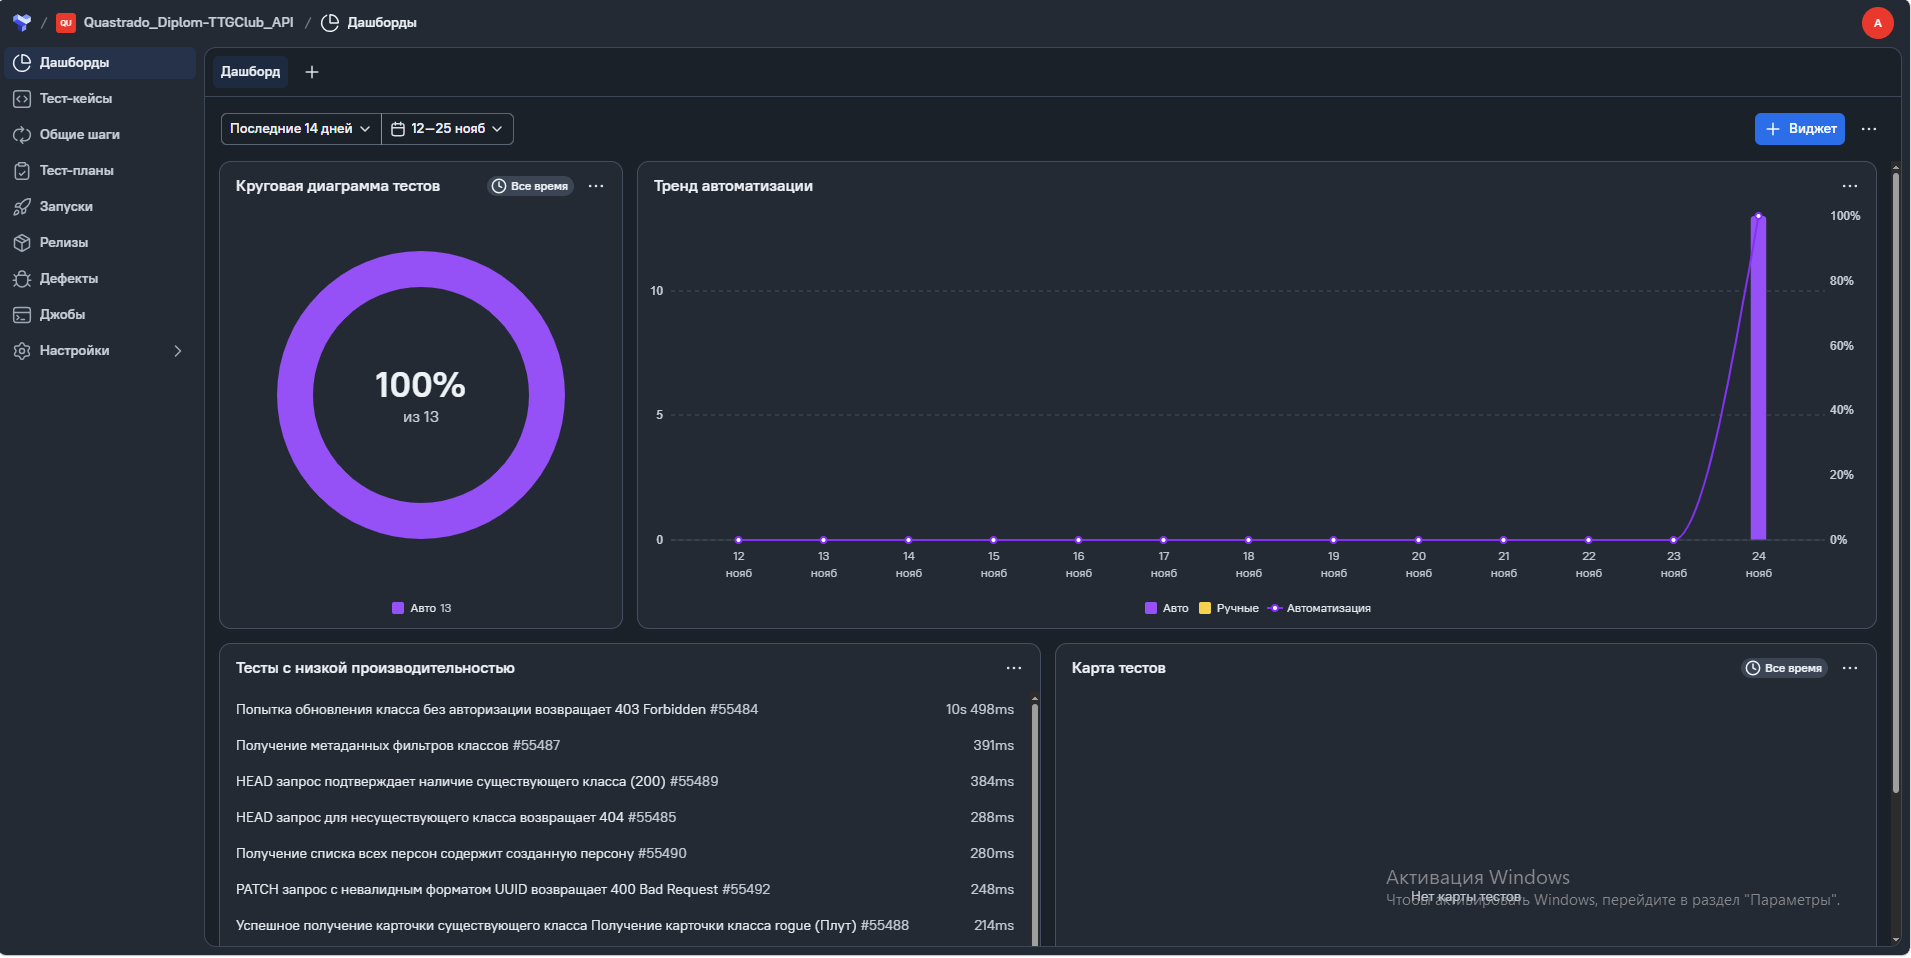 / QU Quastrado_Diplom-TTGClub_API / Дашборды
A
Дашборды
Тест-кейсы
Общие шаги
Тест-планы
Запуски
Релизы
Дефекты
Джобы
Настройки
Дашборд +
Последние 14 дней 12—25 нояб
+ Виджет ...
Круговая диаграмма тестов Все время ...
100%
из 13
Авто 13
Тренд автоматизации ...
100%
80%
60%
40%
20%
0%
10
5
0
12 нояб
13 нояб
14 нояб
15 нояб
16 нояб
17 нояб
18 нояб
19 нояб
20 нояб
21 нояб
22 нояб
23 нояб
24 нояб
Авто Ручные Автоматизация
Тесты с низкой производительностью ...
Попытка обновления класса без авторизации возвращает 403 Forbidden #55484 10s 498ms
Получение метаданных фильтров классов #55487 391ms
HEAD запрос подтверждает наличие существующего класса (200) #55489 384ms
HEAD запрос для несуществующего класса возвращает 404 #55485 288ms
Получение списка всех персон содержит созданную персону #55490 280ms
PATCH запрос с невалидным форматом UUID возвращает 400 Bad Request #55492 248ms
Успешное получение карточки существующего класса Получение карточки класса rogue (Плут) #55488 214ms
Карта тестов Все время ...
Нет карты тестов
Активация Windows
Чтобы активировать Windows, перейдите в раздел "Параметры".